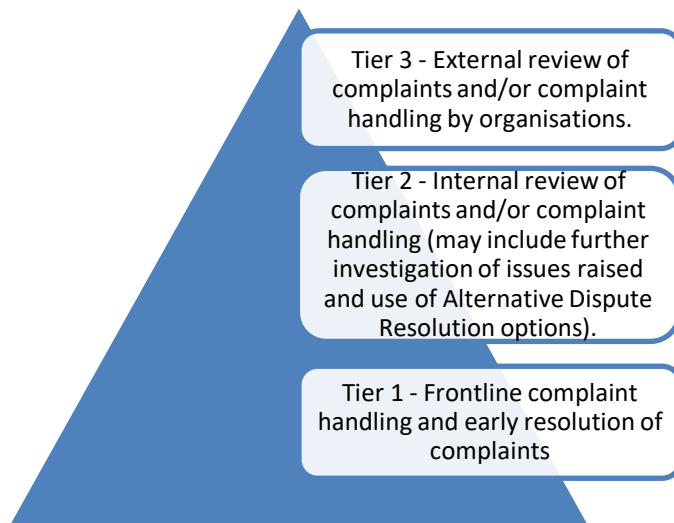 Tier 3 - External review of
complaints and/or complaint
handling by organisations.
Tier 2 - Internal review of
complaints and/or complaint
handling (may include further
investigation of issues raised
and use of Alternative Dispute
Resolution options).
Tier 1 - Frontline complaint
handling and early resolution of
complaints